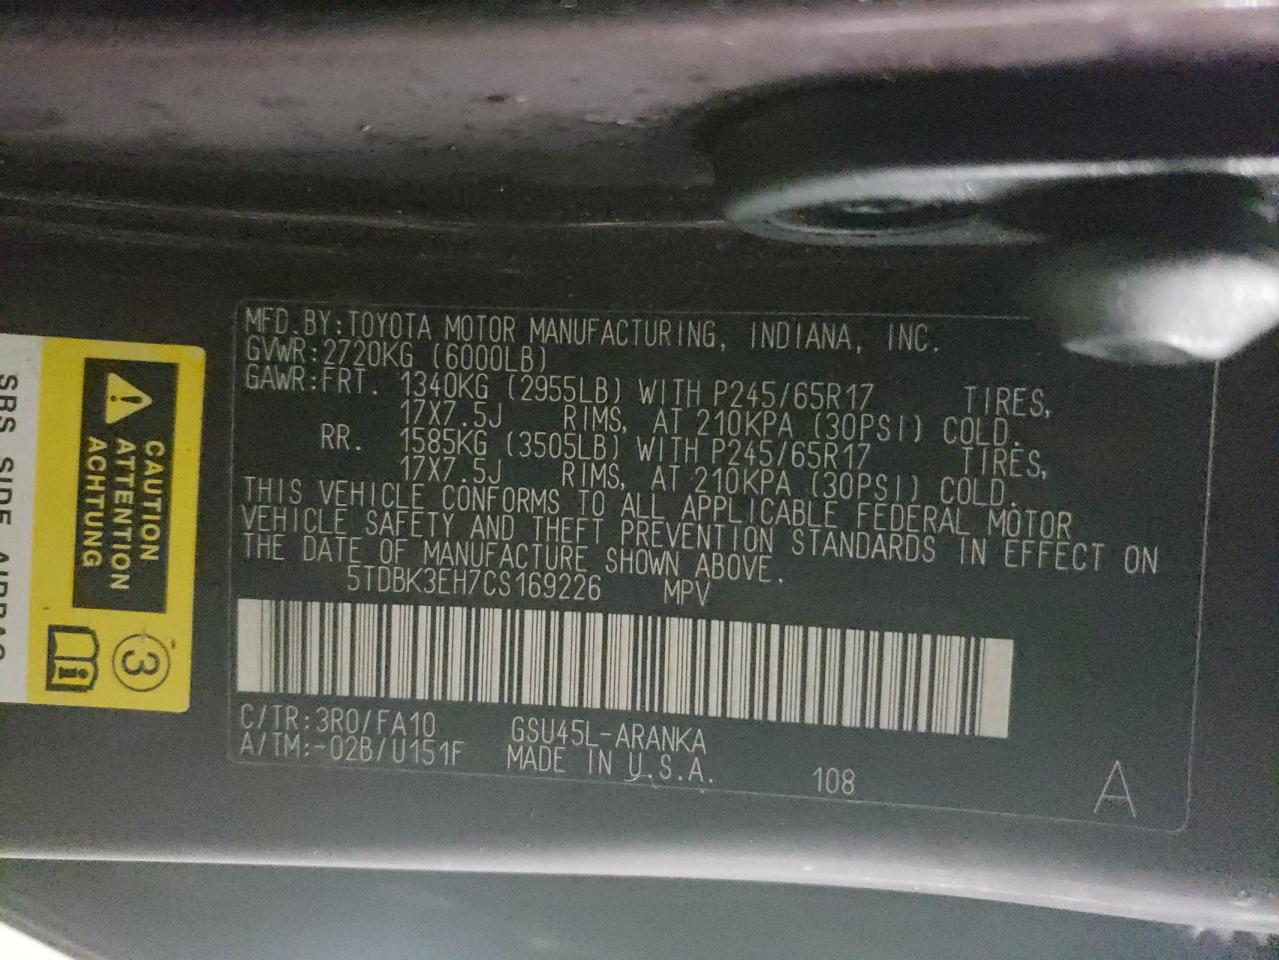 MFD.BY:TOYOTA MOTOR MANUFACTURING, INDIANA, INC.
GVWR:2720KG (6000LB)
GAWR:FRT. 1340KG (2955LB) WITH P245/65R17 TIRES,
17X7.5J RIMS, AT 210KPA (30PSI) COLD.
RR. 1585KG (3505LB) WITH P245/65R17 TIRES,
17X7.5J RIMS, AT 210KPA (30PSI) COLD.
THIS VEHICLE CONFORMS TO ALL APPLICABLE FEDERAL MOTOR
VEHICLE SAFETY AND THEFT PREVENTION STANDARDS IN EFFECT ON
THE DATE OF MANUFACTURE SHOWN ABOVE.
5TDBK3EH7CS169226 MPV
C/TR:3R0/FA10 GSU45L-ARANKA
A/TM:-02B/U151F MADE IN U.S.A. 108
A
CAUTION
ATTENTION
ACHTUNG
3
SBS SIDE AIRBAG